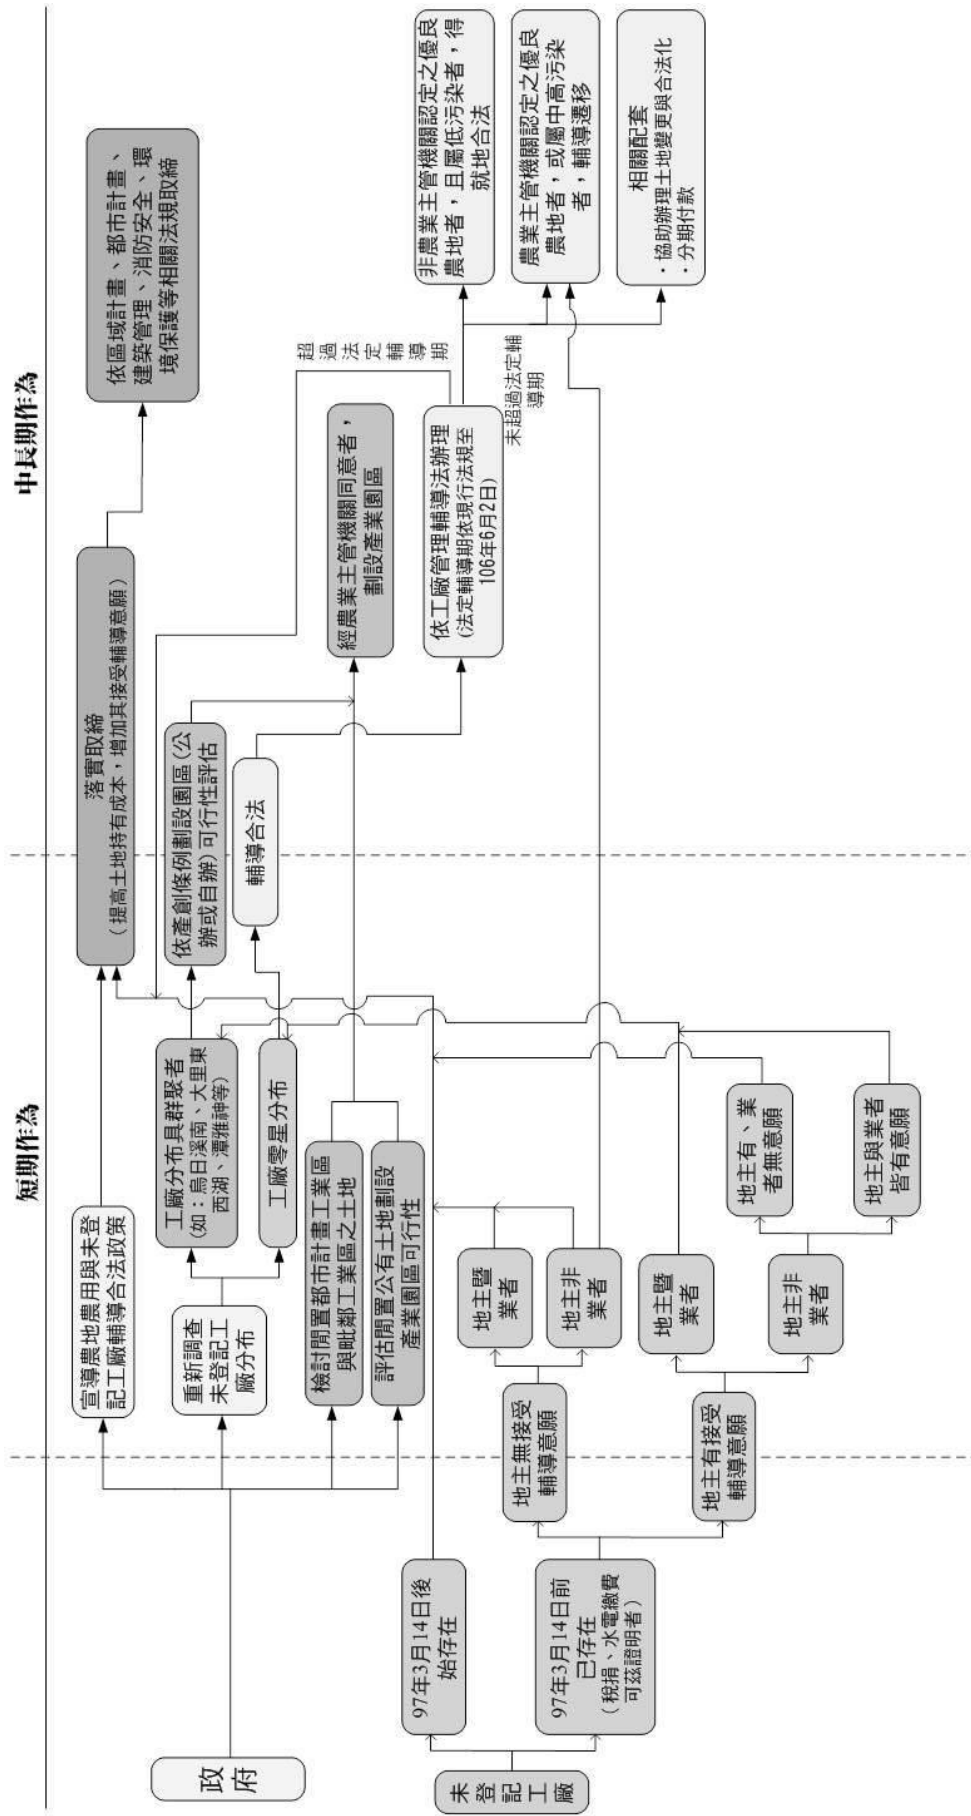 短期作為
中長期作為
政府
宣導農地農用與未登
記工廠輔導合法政策
落實取締
（提高土地持有成本，增加其接受輔導意願）
依區域計畫、都市計畫、
建築管理、消防安全、環
境保護等相關法規取締
重新調查
未登記工
廠分布
工廠分布具群聚者
(如：烏日溪南、大里東
西湖、潭雅神等)
依產創條例劃設園區(公
辦或自辦)可行性評估
工廠零星分布
輔導合法
超過法定輔導期
檢討閒置都市計畫工業區
與毗鄰工業區之土地
評估閒置公有土地劃設
產業園區可行性
經農業主管機關同意者，
劃設產業園區
依工廠管理輔導法辦理
(法定輔導期依現行法規至
106年6月2日)
未超過法定輔
導期
非農業主管機關認定之優良
農地者，且屬低污染者，得
就地合法
農業主管機關認定之優良
農地者，或屬中高污染
者，輔導遷移
相關配套
・協助辦理土地變更與合法化
・分期付款
未登記工廠
97年3月14日後
始存在
97年3月14日前
已存在
（稅捐、水電繳費
可茲證明者）
地主無接受
輔導意願
地主暨
業者
地主非
業者
地主有接受
輔導意願
地主暨
業者
地主非
業者
地主有、業
者無意願
地主與業者
皆有意願